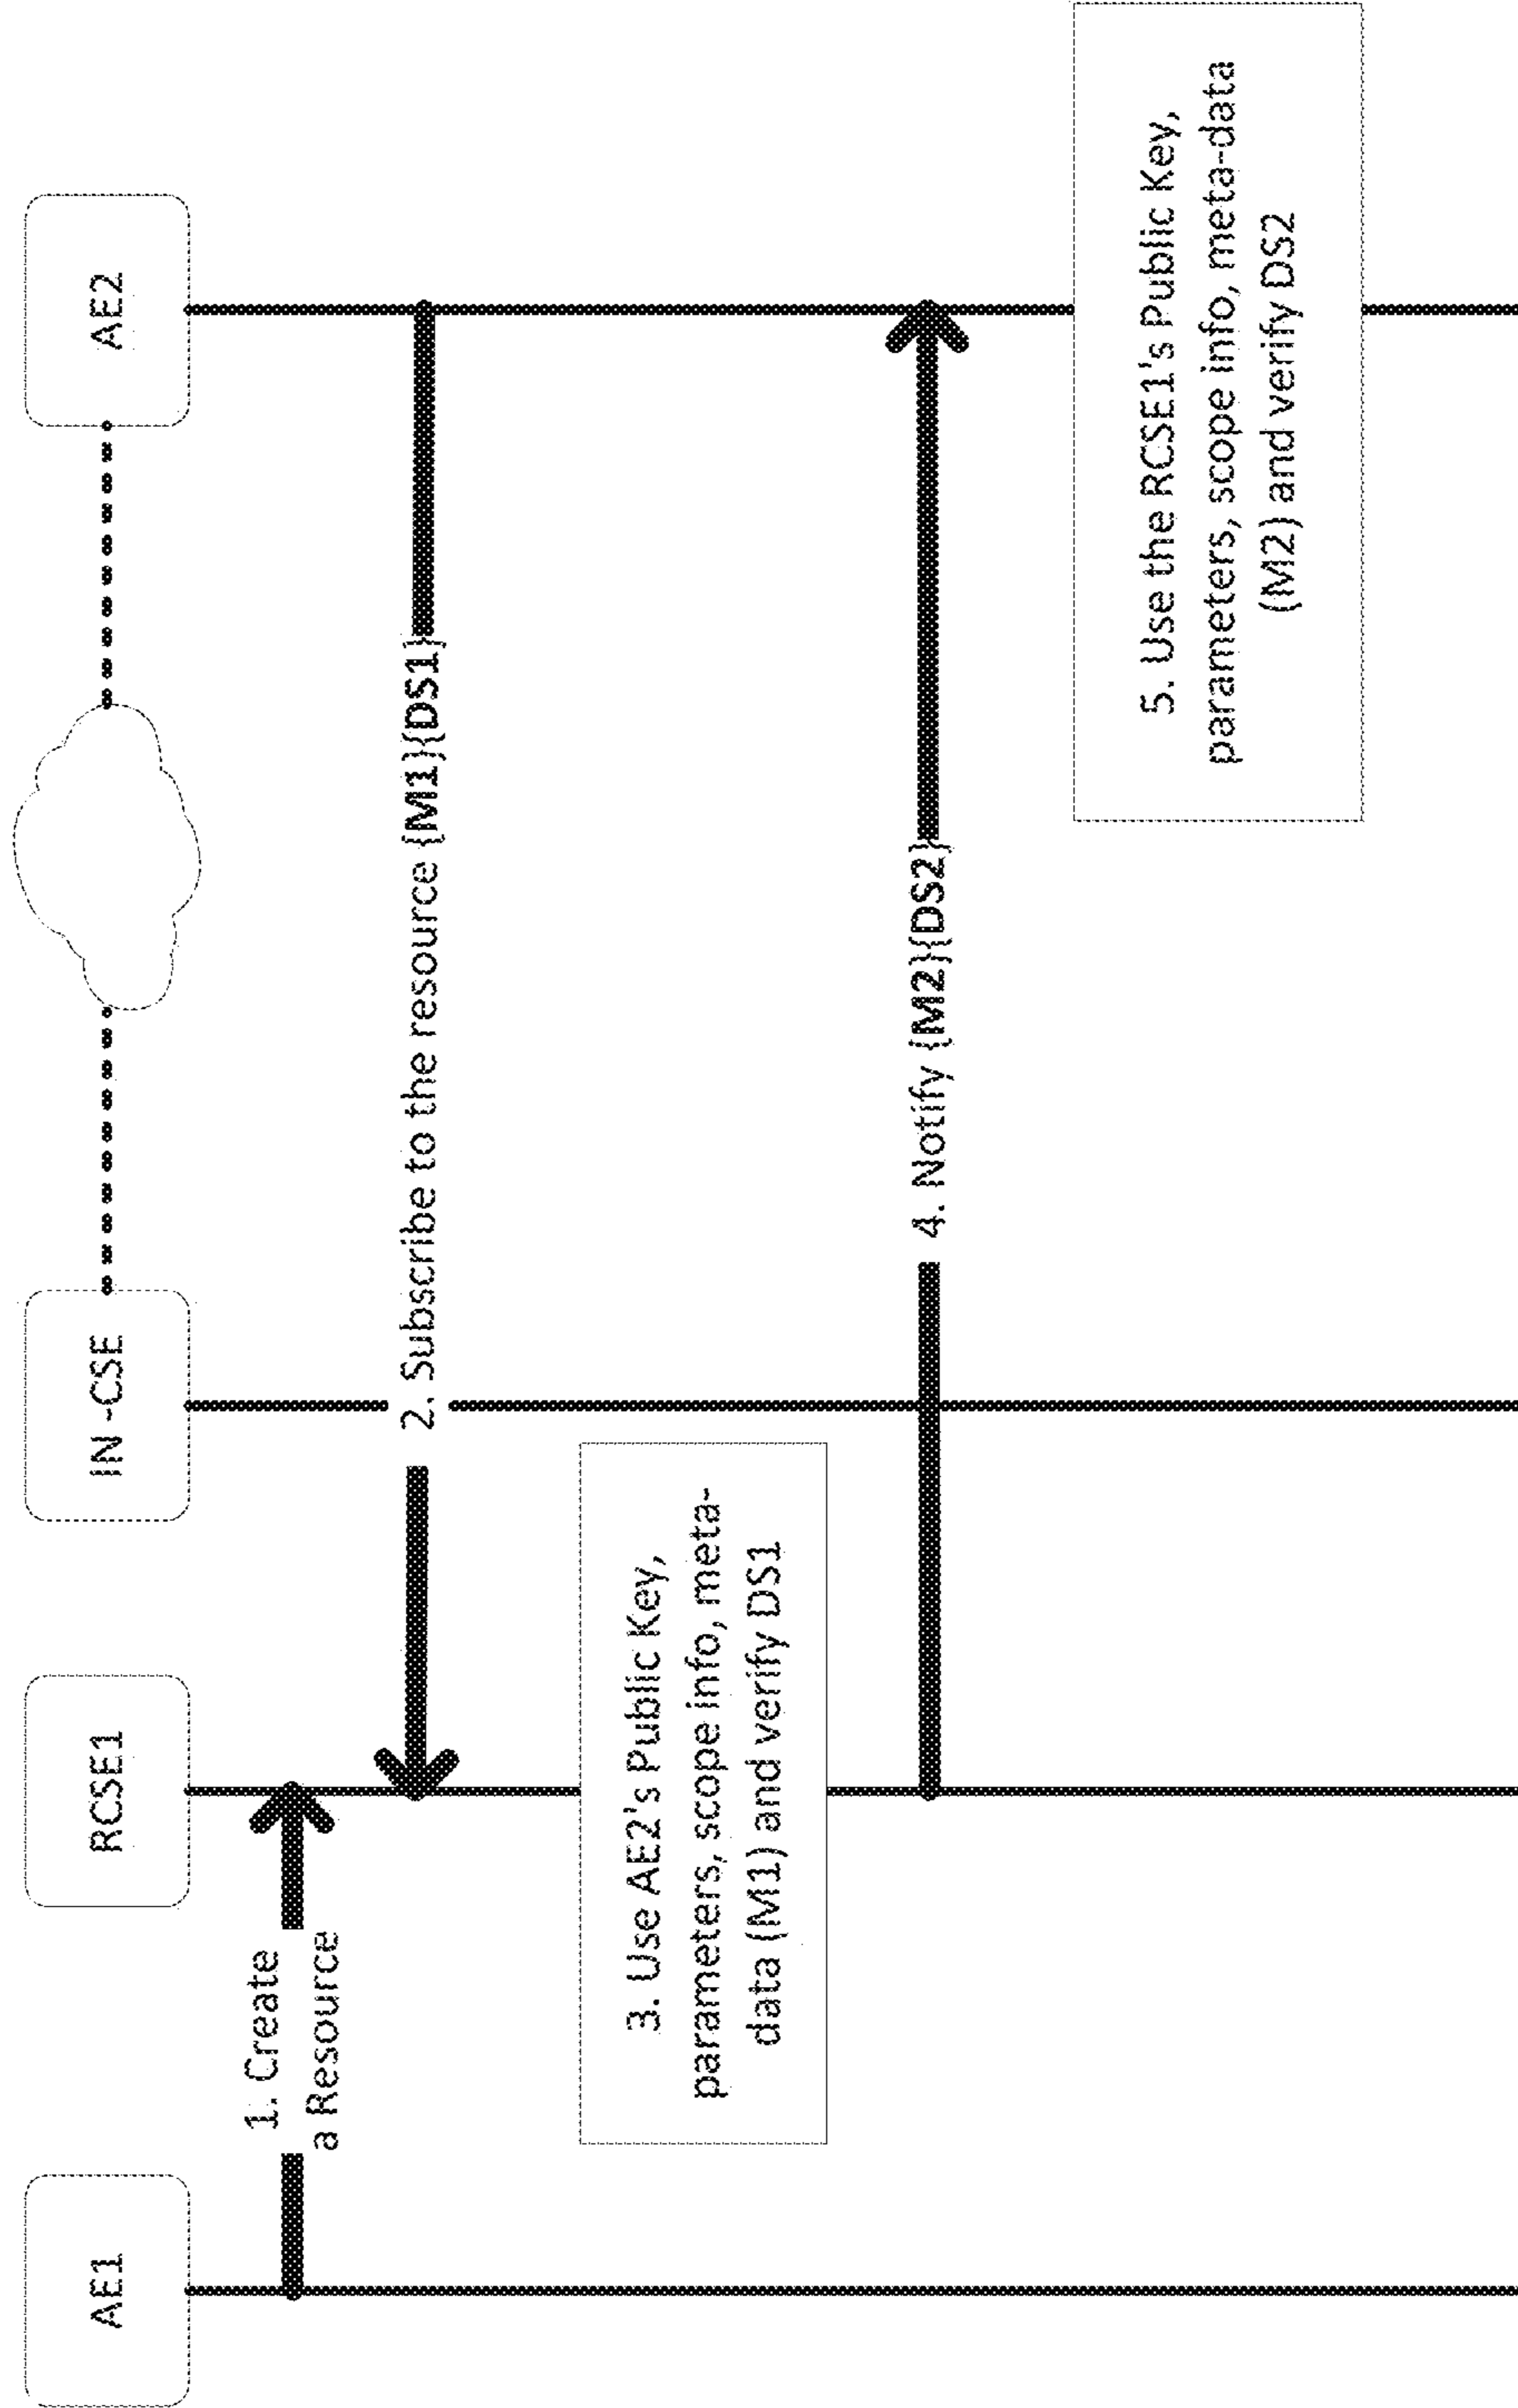 AE1
RCSE1
IN -CSE
AE2
1. Create
a Resource
2. Subscribe to the resource {M1}{DS1}
3. Use AE2's Public Key,
parameters, scope info, meta-
data (M1) and verify DS1
4. Notify {M2}{DS2}
5. Use the RCSE1's Public Key,
parameters, scope info, meta-data
(M2) and verify DS2